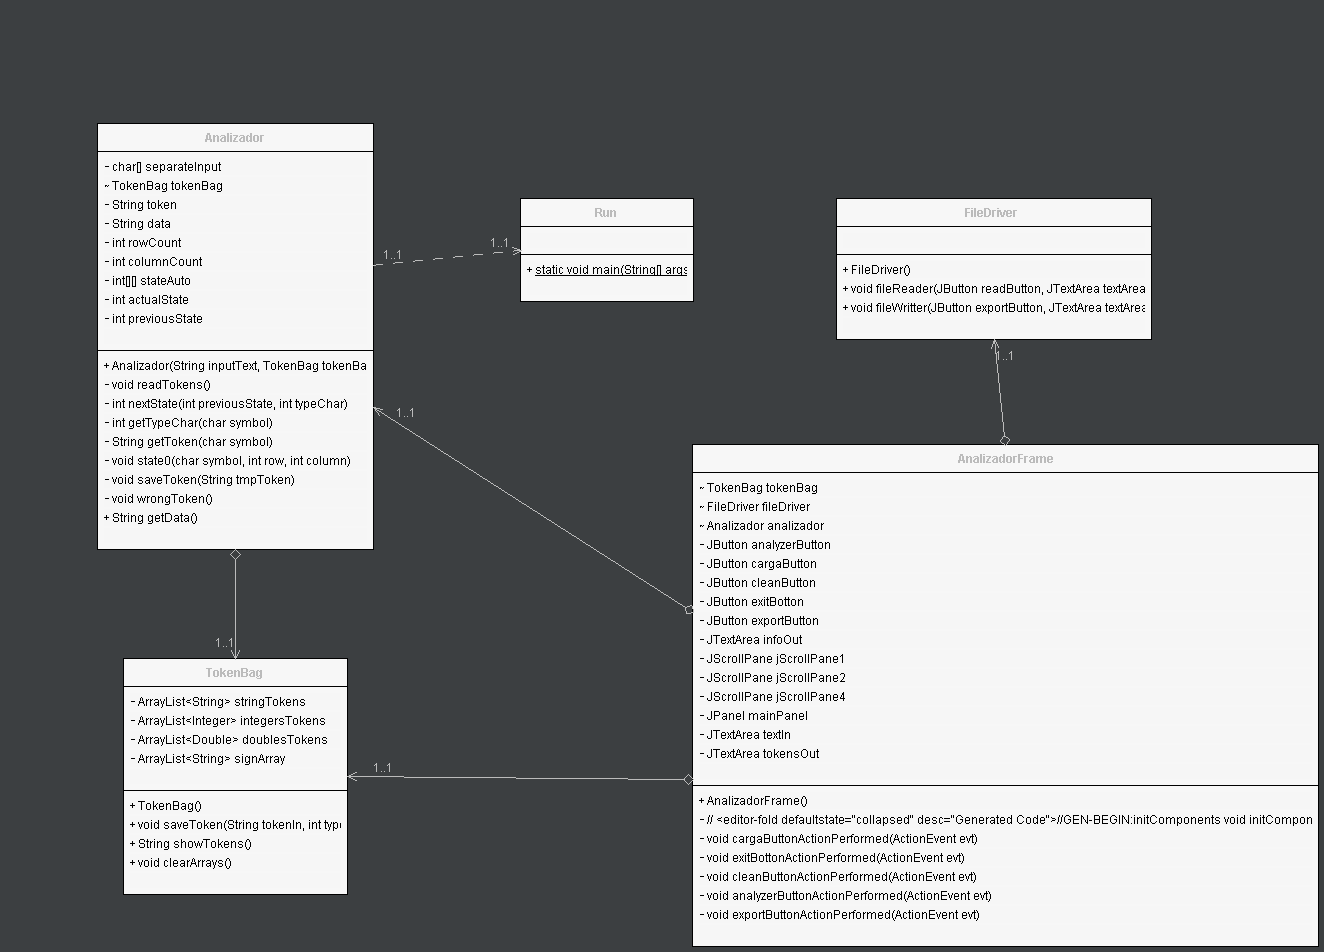 Analizador
- char[] separateInput
~ TokenBag tokenBag
- String token
- String data
- int rowCount
- int columnCount
- int[][] stateAuto
- int actualState
- int previousState
+ Analizador(String inputText, TokenBag tokenBa
- void readTokens()
- int nextState(int previousState, int typeChar)
- int getTypeChar(char symbol)
- String getToken(char symbol)
- void state0(char symbol, int row, int column)
- void saveToken(String tmpToken)
- void wrongToken()
+ String getData()
1..1
1..1
Run
+ static void main(String[] args
FileDriver
+ FileDriver()
+ void fileReader(JButton readButton, JTextArea textArea
+ void fileWritter(JButton exportButton, JTextArea textArea
1..1
1..1
1..1
TokenBag
- ArrayList<String> stringTokens
- ArrayList<Integer> integersTokens
- ArrayList<Double> doublesTokens
- ArrayList<String> signArray
+ TokenBag()
+ void saveToken(String tokenIn, int type
+ String showTokens()
+ void clearArrays()
1..1
AnalizadorFrame
~ TokenBag tokenBag
~ FileDriver fileDriver
~ Analizador analizador
- JButton analyzerButton
- JButton cargaButton
- JButton cleanButton
- JButton exitBotton
- JButton exportButton
- JTextArea infoOut
- JScrollPane jScrollPane1
- JScrollPane jScrollPane2
- JScrollPane jScrollPane4
- JPanel mainPanel
- JTextArea textIn
- JTextArea tokensOut
+ AnalizadorFrame()
- // <editor-fold defaultstate="collapsed" desc="Generated Code">//GEN-BEGIN:initComponents void initCompon
- void cargaButtonActionPerformed(ActionEvent evt)
- void exitBottonActionPerformed(ActionEvent evt)
- void cleanButtonActionPerformed(ActionEvent evt)
- void analyzerButtonActionPerformed(ActionEvent evt)
- void exportButtonActionPerformed(ActionEvent evt)